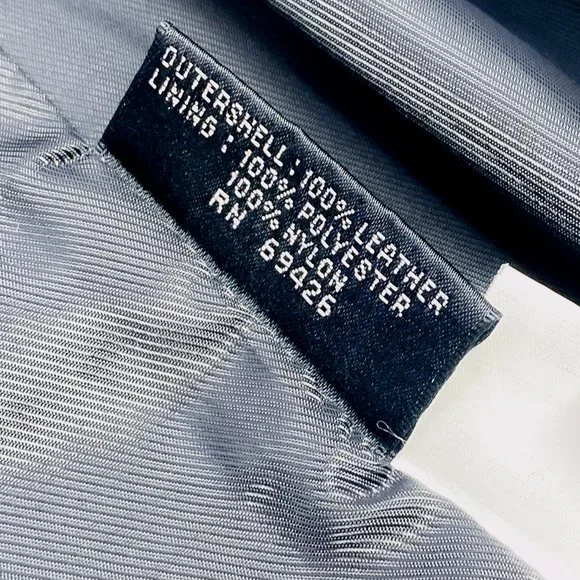 OUTERSHELL: 100% LEATHER
LINING : 100% POLYESTER
100% NYLON
RN 69426